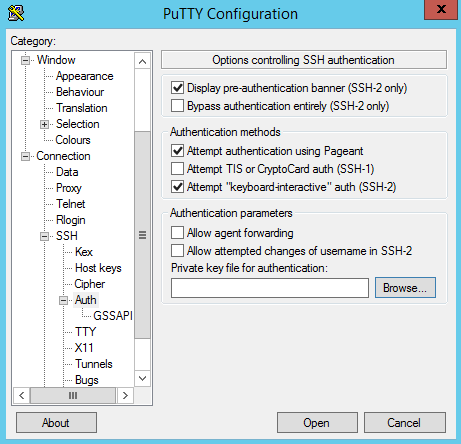 PuTTY Configuration
x
Category:
Window
Appearance
Behaviour
Translation
Selection
Colours
Connection
Data
Proxy
Telnet
Rlogin
SSH
Kex
Host keys
Cipher
Auth
GSSAPI
TTY
X11
Tunnels
Bugs
Options controlling SSH authentication
Display pre-authentication banner (SSH-2 only)
Bypass authentication entirely (SSH-2 only)
Authentication methods
Attempt authentication using Pageant
Attempt TIS or CryptoCard auth (SSH-1)
Attempt "keyboard-interactive" auth (SSH-2)
Authentication parameters
Allow agent forwarding
Allow attempted changes of username in SSH-2
Private key file for authentication:
Browse...
About
Open
Cancel